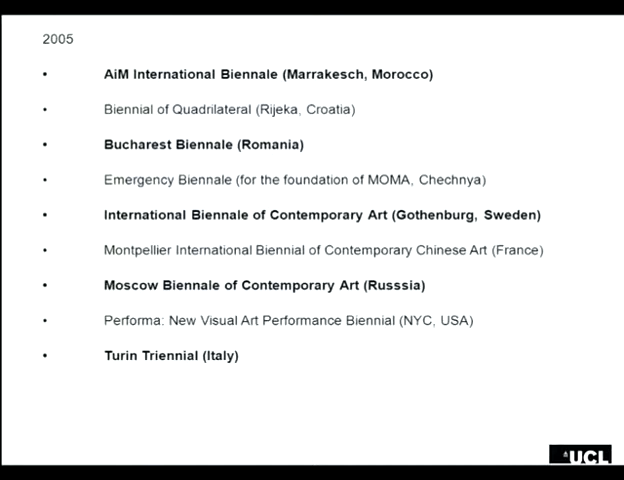 2005
• AiM International Biennale (Marrakesch, Morocco)
• Biennial of Quadrilateral (Rijeka, Croatia)
• Bucharest Biennale (Romania)
• Emergency Biennale (for the foundation of MOMA, Chechnya)
• International Biennale of Contemporary Art (Gothenburg, Sweden)
• Montpellier International Biennial of Contemporary Chinese Art (France)
• Moscow Biennale of Contemporary Art (Russsia)
• Performa: New Visual Art Performance Biennial (NYC, USA)
• Turin Triennial (Italy)
UCL